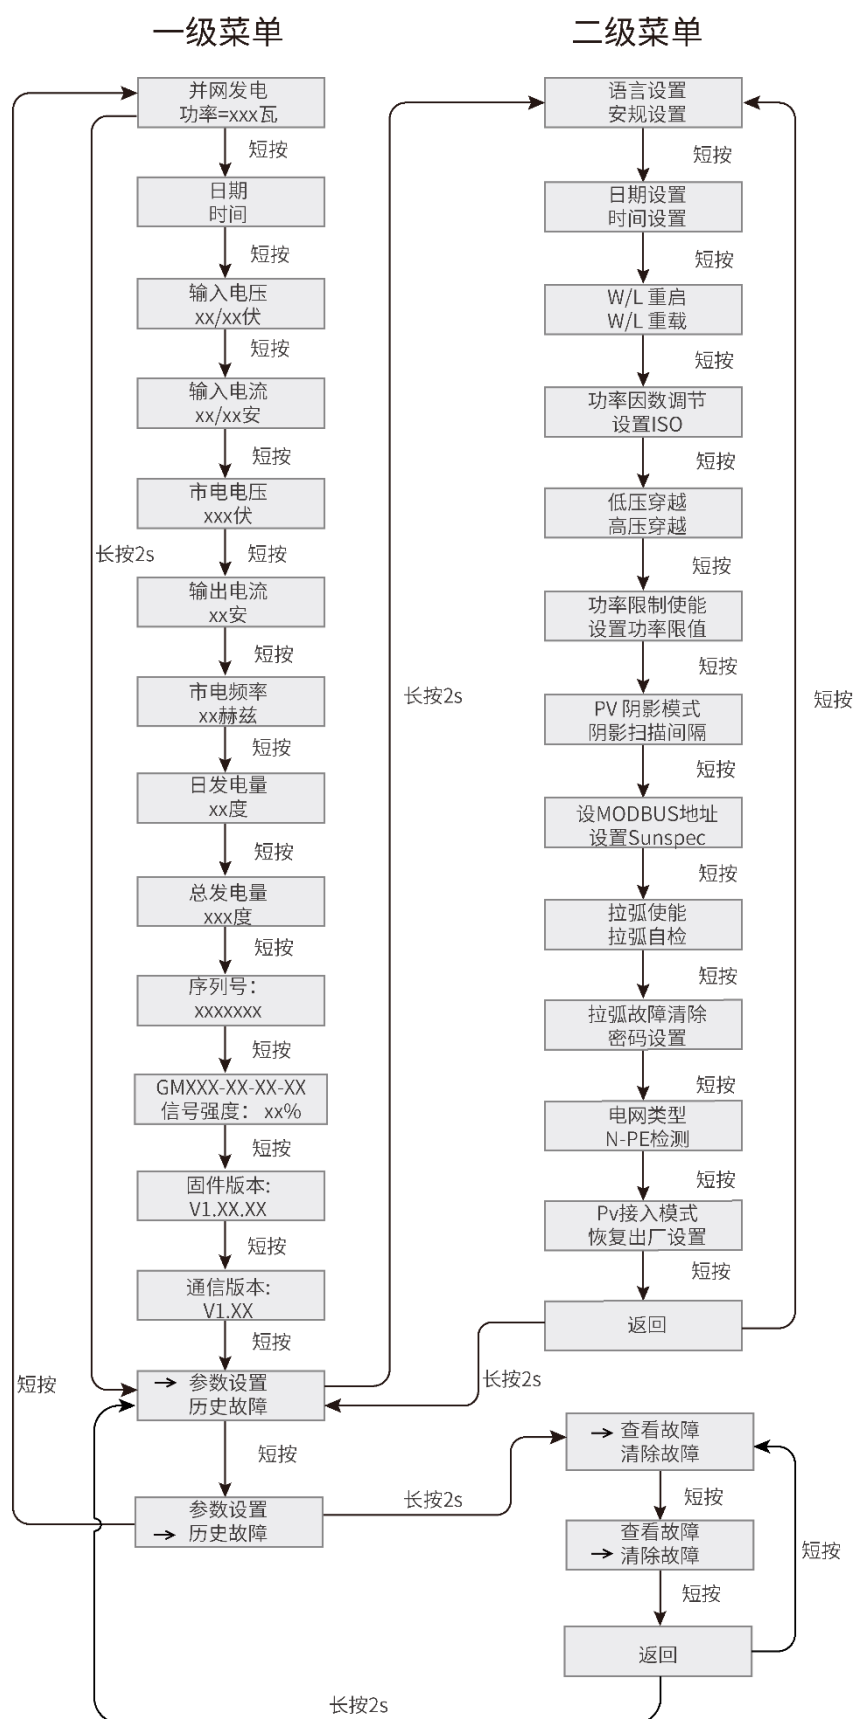 一级菜单
并网发电
功率=xxx瓦
短按
日期
时间
短按
输入电压
xx/xx伏
短按
输入电流
xx/xx安
短按
市电电压
xxx伏
长按2s
短按
输出电流
xx安
短按
市电频率
xx赫兹
短按
日发电量
xx度
短按
总发电量
xxx度
短按
序列号:
xxxxxxx
短按
GMXXX-XX-XX-XX
信号强度: xx%
短按
固件版本:
V1.XX.XX
短按
通信版本:
V1.XX
短按
短按
→ 参数设置
历史故障
短按
参数设置
→ 历史故障
二级菜单
语言设置
安规设置
短按
日期设置
时间设置
短按
W/L 重启
W/L 重载
短按
功率因数调节
设置ISO
短按
低压穿越
高压穿越
短按
功率限制使能
设置功率限值
短按
长按2s
短按
PV 阴影模式
阴影扫描间隔
短按
设MODBUS地址
设置Sunspec
短按
拉弧使能
拉弧自检
短按
拉弧故障清除
密码设置
短按
电网类型
N-PE检测
短按
Pv接入模式
恢复出厂设置
短按
返回
长按2s
长按2s
→ 查看故障
清除故障
短按
查看故障
→ 清除故障
短按
短按
返回
长按2s